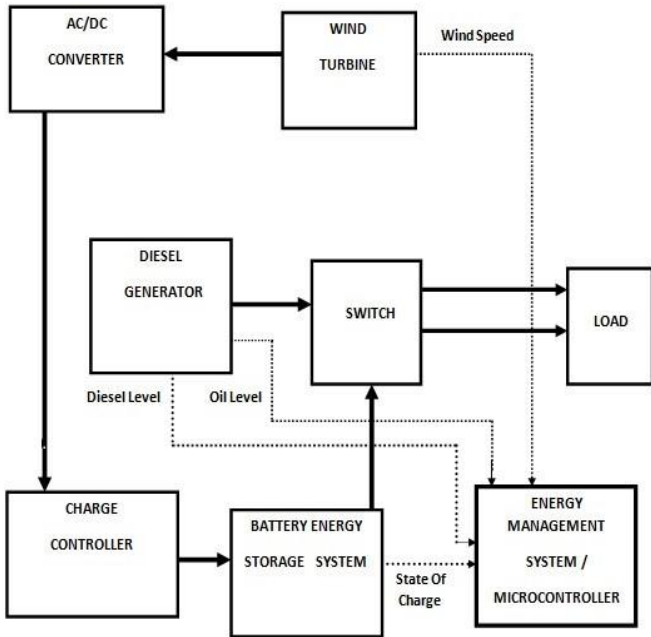 AC/DC
CONVERTER
WIND
TURBINE
Wind Speed
DIESEL
GENERATOR
SWITCH
LOAD
Diesel Level
Oil Level
CHARGE
CONTROLLER
BATTERY ENERGY
STORAGE SYSTEM
State Of
Charge
ENERGY
MANAGEMENT
SYSTEM /
MICROCONTROLLER